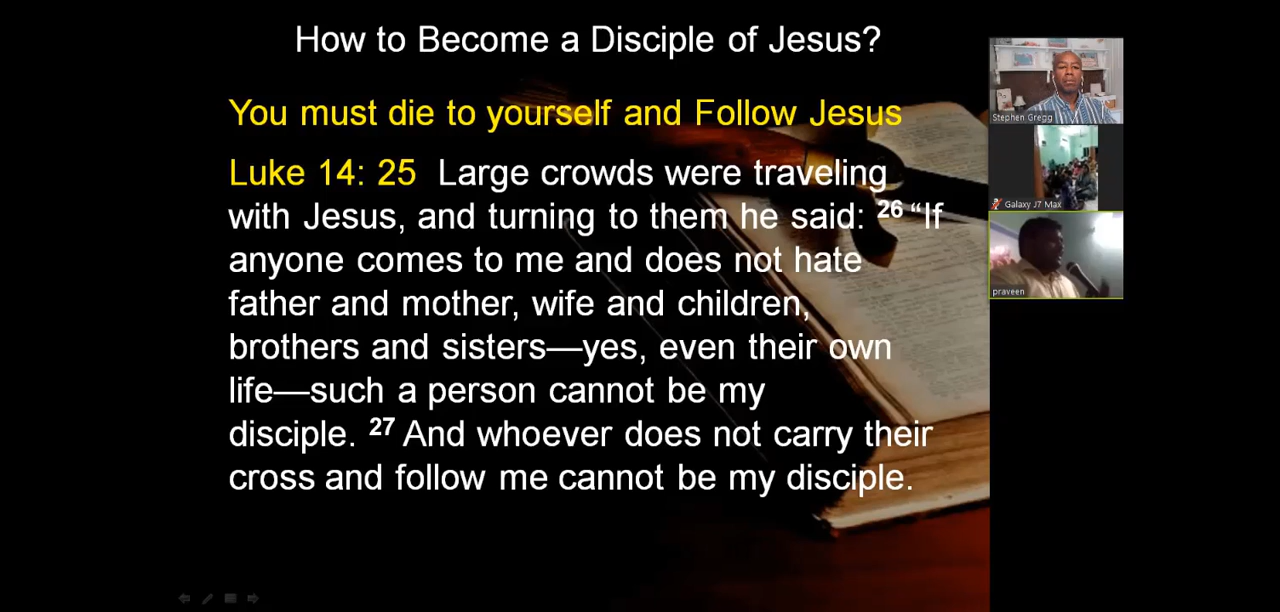 How to Become a Disciple of Jesus?
You must die to yourself and Follow Jesus
Luke 14: 25 Large crowds were traveling
with Jesus, and turning to them he said: 26 “If
anyone comes to me and does not hate
father and mother, wife and children,
brothers and sisters—yes, even their own
life—such a person cannot be my
disciple. 27 And whoever does not carry their
cross and follow me cannot be my disciple.
Stephen Gregg
Galaxy J7 Max
praveen